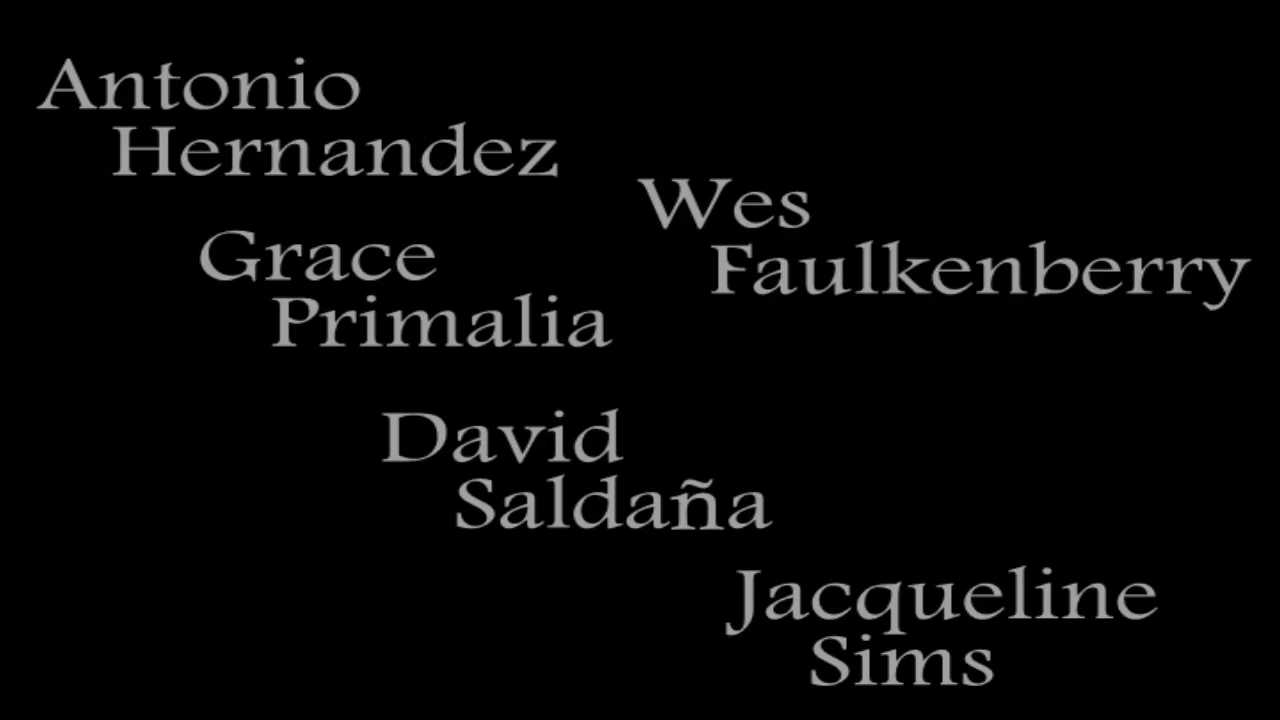 Antonio
Hernandez
Wes
Faulkenberry
Grace
Primalia
David
Saldaña
Jacqueline
Sims